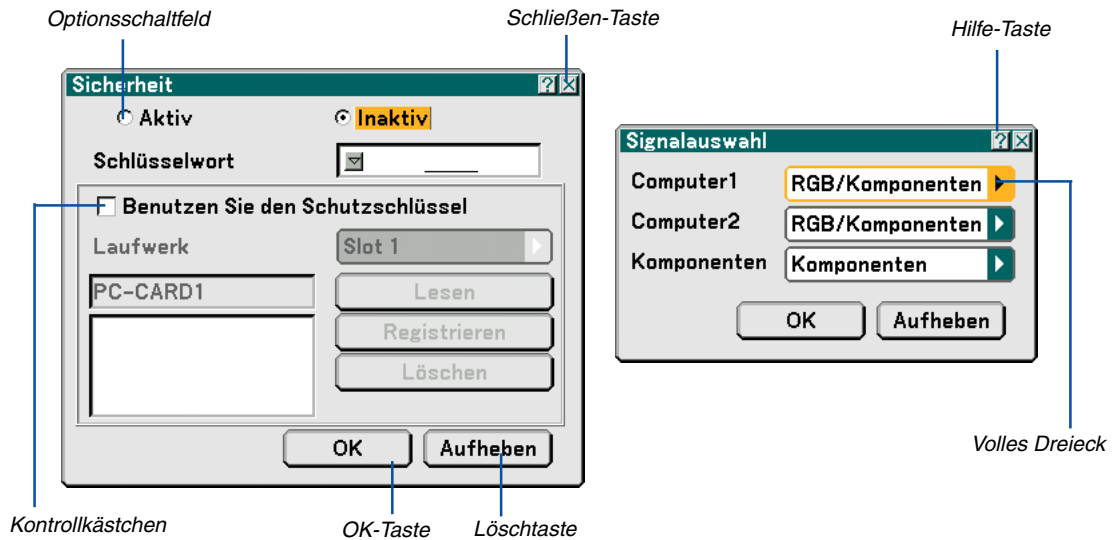 Optionsschaltfeld
Schließen-Taste
Hilfe-Taste
Sicherheit
?
Aktiv
Inaktiv
Schlüsselwort
Benutzen Sie den Schutzschlüssel
Laufwerk
Slot 1
PC-CARD1
Lesen
Registrieren
Löschen
OK
Aufheben
Signalauswahl
?
Computer1
RGB/Komponenten
Computer2
RGB/Komponenten
Komponenten
Komponenten
OK
Aufheben
Volles Dreieck
Kontrollkästchen
OK-Taste
Löschtaste